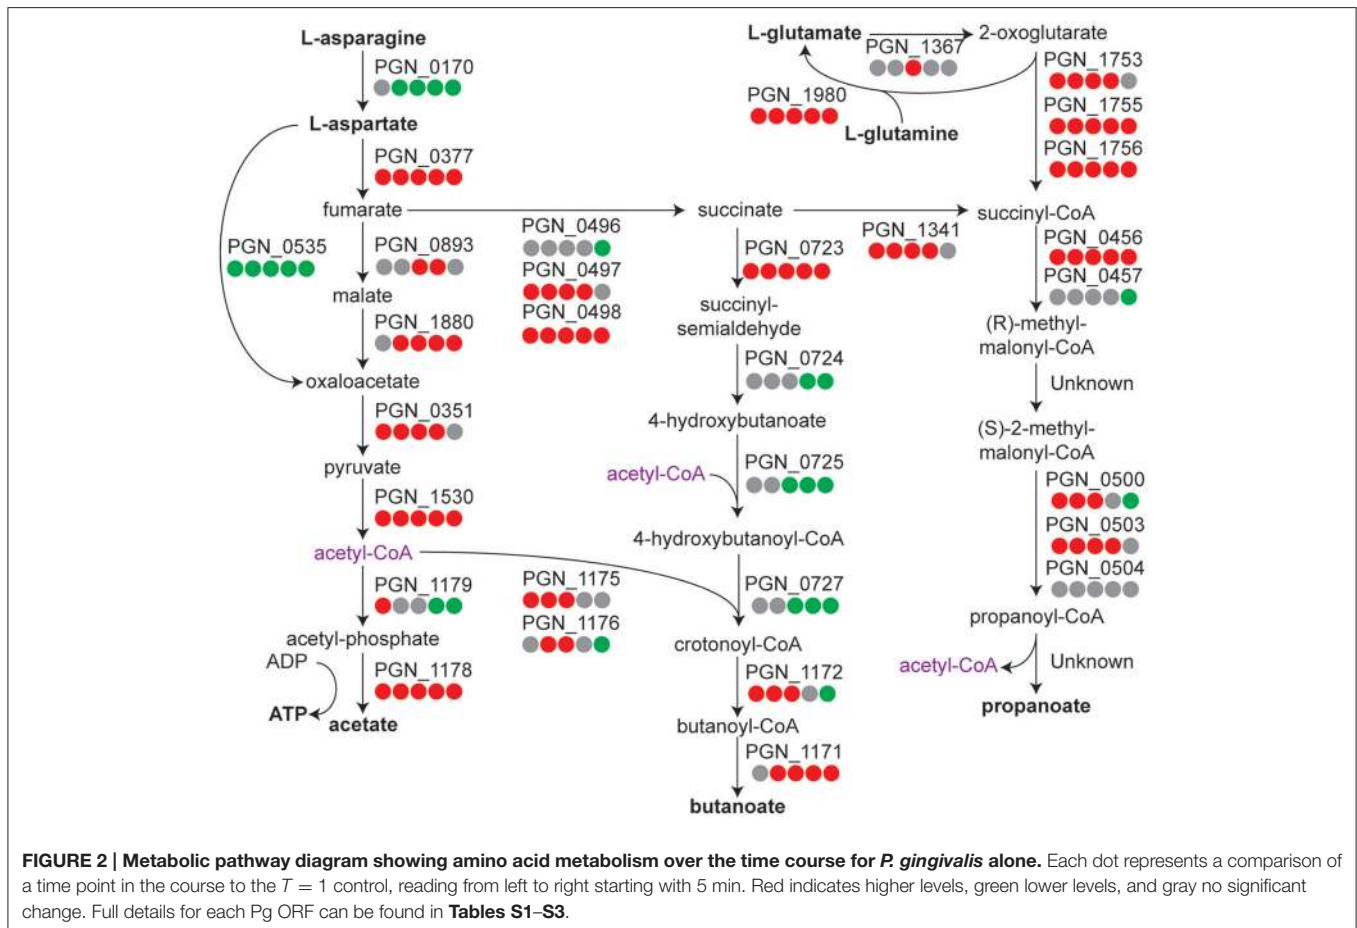 L-asparagine
PGN_0170
L-aspartate
PGN_0377
fumarate
PGN_0535
PGN_0893
malate
PGN_1880
oxaloacetate
PGN_0351
pyruvate
PGN_1530
acetyl-CoA
PGN_1179
acetyl-phosphate
ADP
PGN_1178
ATP
acetate
PGN_0496
PGN_0497
PGN_0498
PGN_1175
PGN_1176
L-glutamate
PGN_1367
2-oxoglutarate
PGN_1980
L-glutamine
PGN_1753
PGN_1755
PGN_1756
succinate
PGN_1341
succinyl-CoA
PGN_0723
succinyl-
semialdehyde
PGN_0724
4-hydroxybutanoate
acetyl-CoA
PGN_0725
4-hydroxybutanoyl-CoA
PGN_0727
crotonoyl-CoA
PGN_1172
butanoyl-CoA
PGN_1171
butanoate
PGN_0456
PGN_0457
(R)-methyl-
malonyl-CoA
Unknown
(S)-2-methyl-
malonyl-CoA
PGN_0500
PGN_0503
PGN_0504
propanoyl-CoA
acetyl-CoA
Unknown
propanoate
FIGURE 2 | Metabolic pathway diagram showing amino acid metabolism over the time course for P. gingivalis alone. Each dot represents a comparison of
a time point in the course to the T = 1 control, reading from left to right starting with 5 min. Red indicates higher levels, green lower levels, and gray no significant
change. Full details for each Pg ORF can be found in Tables S1–S3.